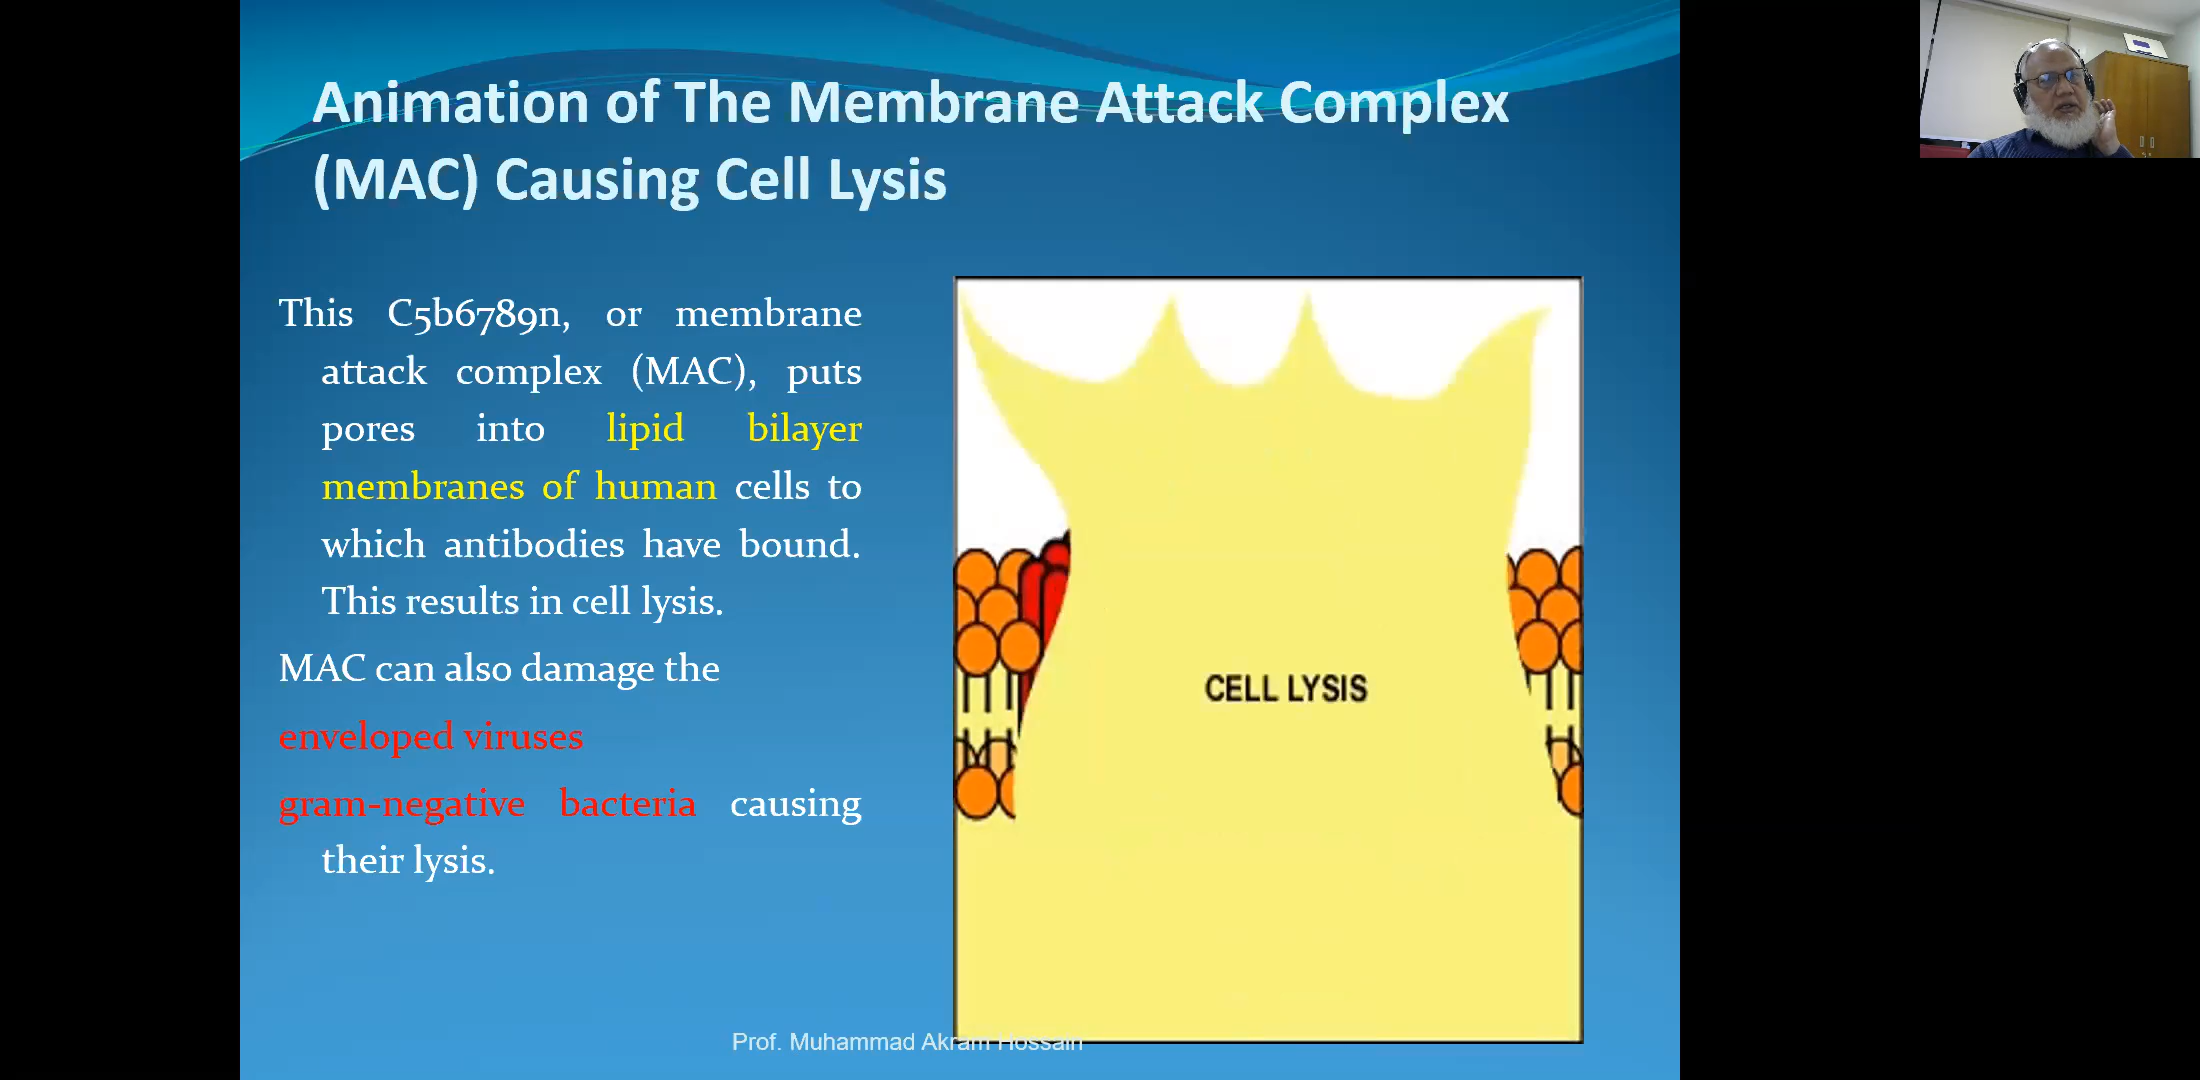 Animation of The Membrane Attack Complex
(MAC) Causing Cell Lysis
This C5b6789n, or membrane
attack complex (MAC), puts
pores into lipid bilayer
membranes of human cells to
which antibodies have bound.
This results in cell lysis.
MAC can also damage the
enveloped viruses
gram-negative bacteria causing
their lysis.
CELL LYSIS
Prof. Muhammad Akram Hossain